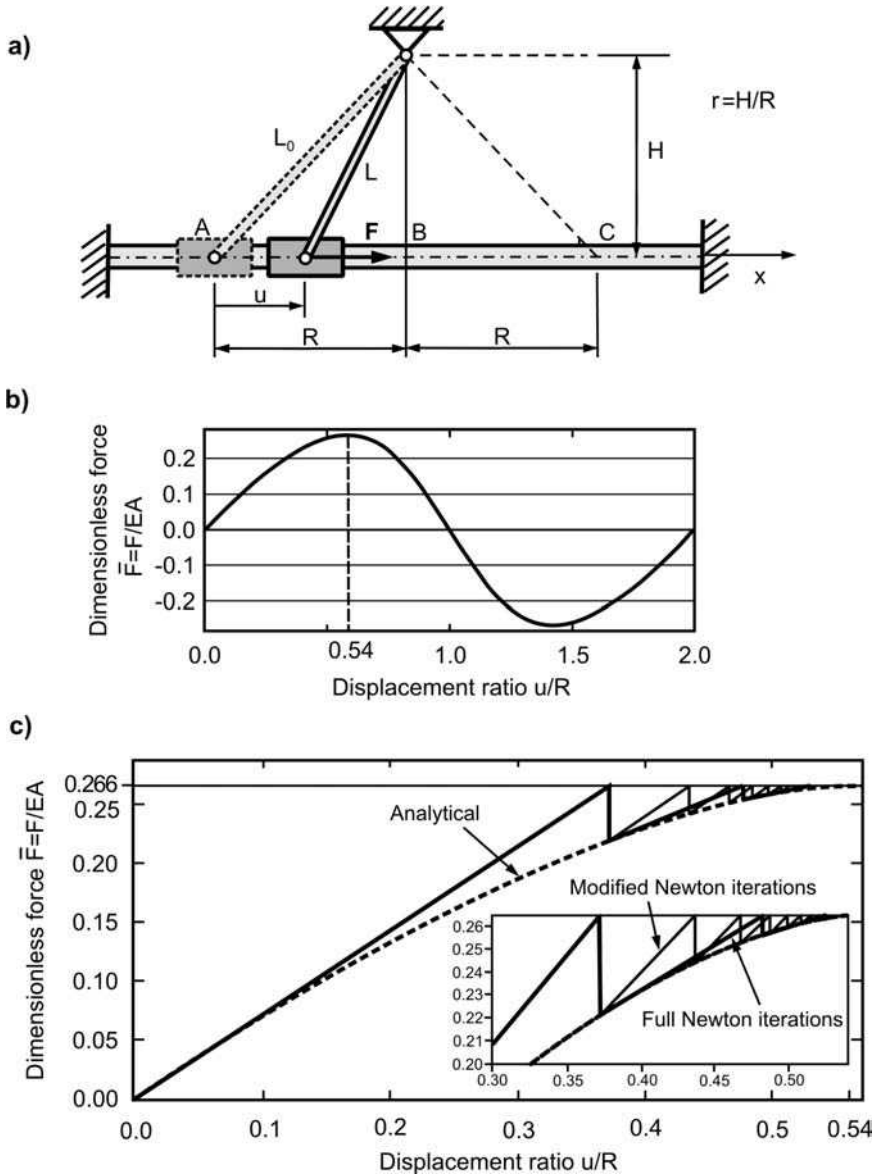 a)
L₀
L
A
F
B
C
H
r=H/R
x
u
R
R
b)
Dimensionless force
F̅=F/EA
0.2
0.1
0.0
-0.1
-0.2
0.0
0.54
1.0
1.5
2.0
Displacement ratio u/R
c)
Dimensionless force F̅=F/EA
0.266
0.25
0.20
0.15
0.10
0.05
0.00
Analytical
Modified Newton iterations
Full Newton iterations
0.26
0.25
0.24
0.23
0.22
0.21
0.20
0.30
0.35
0.40
0.45
0.50
0.0
0.1
0.2
0.3
0.4
0.5
0.54
Displacement ratio u/R